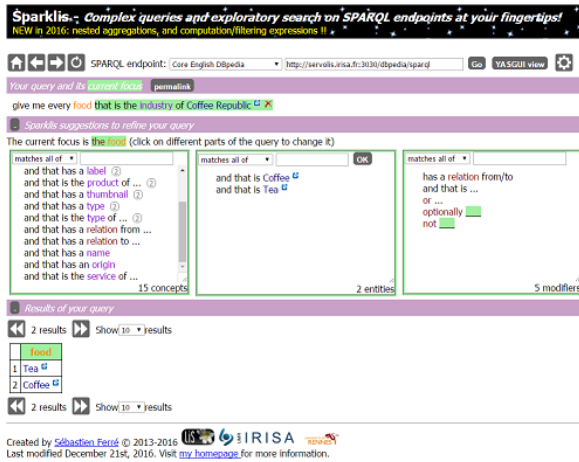 Sparklis - Complex queries and exploratory search on SPARQL endpoints at your fingertips!
NEW in 2016: nested aggregations, and computation/filtering expressions !!
SPARQL endpoint: Core English DBpedia http://servolis.irisa.fr:3030/dbpedia/sparql Go YASGUI view
Your query and its current focus permalink
give me every food that is the industry of Coffee Republic
Sparklis suggestions to refine your query
The current focus is the food (click on different parts of the query to change it)
matches all of
and that has a label (2)
and that is the product of ... (2)
and that has a thumbnail (2)
and that has a type (2)
and that is the type of ... (2)
and that has a relation from ...
and that has a relation to ...
and that has a name
and that has an origin
and that is the service of ...
15 concepts
matches all of OK
and that is Coffee
and that is Tea
2 entities
matches all of
has a relation from/to
and that is ...
or ...
optionally ___
not ___
5 modifiers
Results of your query
2 results Show 10 results
food
1 Tea
2 Coffee
2 results Show 10 results
Created by Sébastien Ferré © 2013-2016 LIS IRISA RENNES
Last modified December 21st, 2016. Visit my homepage for more information.